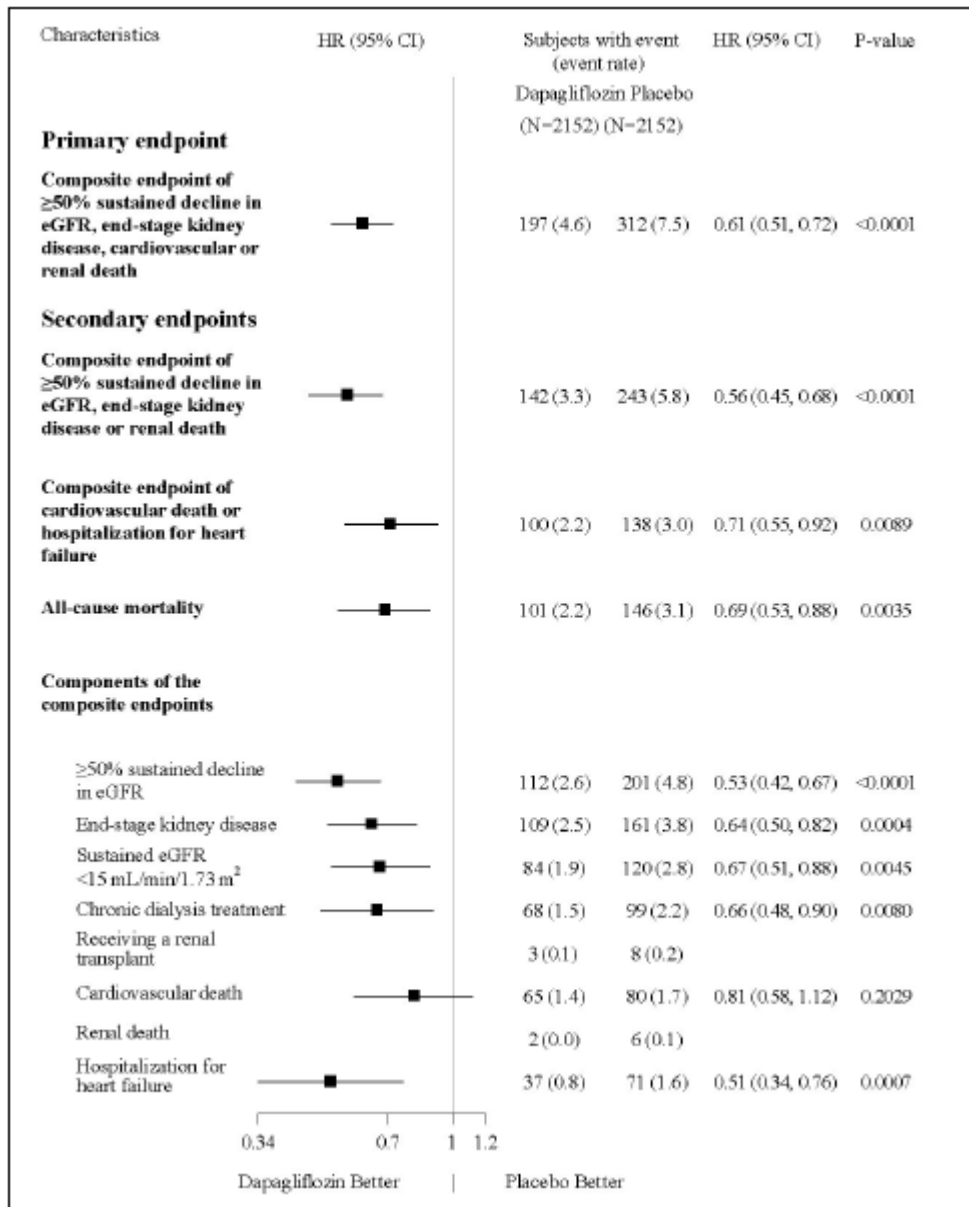 Characteristics HR (95% CI) Subjects with event HR (95% CI) P-value
(event rate)
Dapagliflozin Placebo
(N=2152) (N=2152)
Primary endpoint
Composite endpoint of
≥50% sustained decline in
eGFR, end-stage kidney 197 (4.6) 312 (7.5) 0.61 (0.51, 0.72) <0.0001
disease, cardiovascular or
renal death
Secondary endpoints
Composite endpoint of
≥50% sustained decline in
eGFR, end-stage kidney 142 (3.3) 243 (5.8) 0.56 (0.45, 0.68) <0.0001
disease or renal death
Composite endpoint of
cardiovascular death or
hospitalization for heart 100 (2.2) 138 (3.0) 0.71 (0.55, 0.92) 0.0089
failure
All-cause mortality 101 (2.2) 146 (3.1) 0.69 (0.53, 0.88) 0.0035
Components of the
composite endpoints
≥50% sustained decline
in eGFR 112 (2.6) 201 (4.8) 0.53 (0.42, 0.67) <0.0001
End-stage kidney disease 109 (2.5) 161 (3.8) 0.64 (0.50, 0.82) 0.0004
Sustained eGFR
<15 mL/min/1.73 m² 84 (1.9) 120 (2.8) 0.67 (0.51, 0.88) 0.0045
Chronic dialysis treatment 68 (1.5) 99 (2.2) 0.66 (0.48, 0.90) 0.0080
Receiving a renal
transplant 3 (0.1) 8 (0.2)
Cardiovascular death 65 (1.4) 80 (1.7) 0.81 (0.58, 1.12) 0.2029
Renal death 2 (0.0) 6 (0.1)
Hospitalization for
heart failure 37 (0.8) 71 (1.6) 0.51 (0.34, 0.76) 0.0007
0.34 0.7 1 1.2
Dapagliflozin Better | Placebo Better